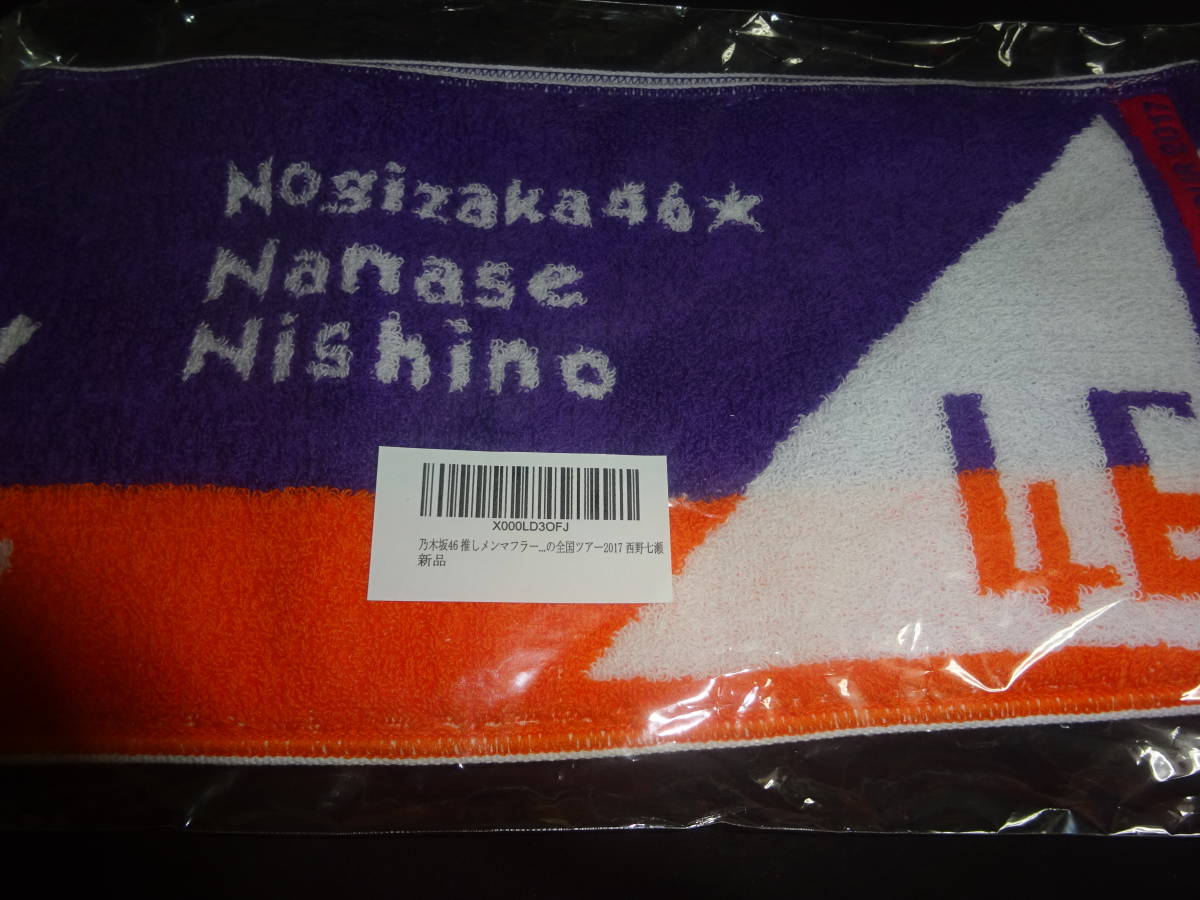 Nogizaka46★
Nanase
Nishino
2017
X000LD3OFJ
乃木坂46 推しメンマフラー...の全国ツアー2017 西野七瀬
新品